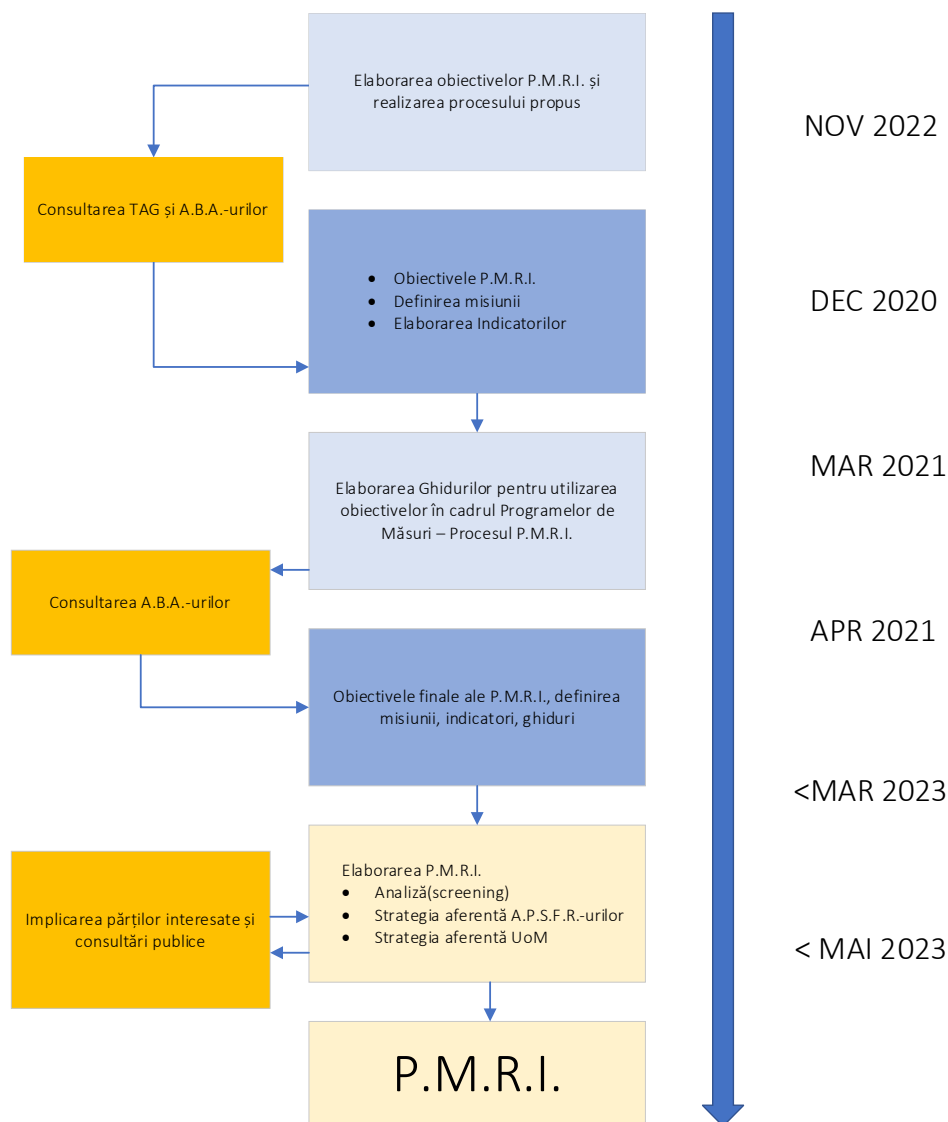 Elaborarea obiectivelor P.M.R.I. și
realizarea procesului propus
NOV 2022
Consultarea TAG și A.B.A.-urilor
• Obiectivele P.M.R.I.
• Definirea misiunii
• Elaborarea Indicatorilor
DEC 2020
Elaborarea Ghidurilor pentru utilizarea
obiectivelor în cadrul Programelor de
Măsuri – Procesul P.M.R.I.
MAR 2021
Consultarea A.B.A.-urilor
APR 2021
Obiectivele finale ale P.M.R.I., definirea
misiunii, indicatori, ghiduri
<MAR 2023
Elaborarea P.M.R.I.
• Analiză(screening)
• Strategia aferentă A.P.S.F.R.-urilor
• Strategia aferentă UoM
Implicarea părților interesate și
consultări publice
< MAI 2023
P.M.R.I.